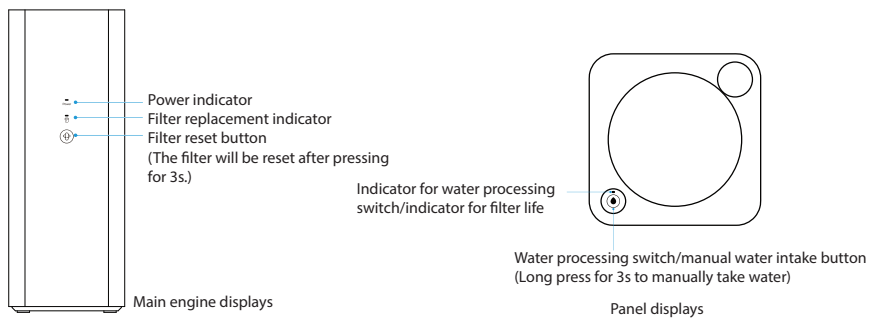 Power indicator
Filter replacement indicator
Filter reset button
(The filter will be reset after pressing
for 3s.)
Main engine displays
Indicator for water processing
switch/indicator for filter life
Water processing switch/manual water intake button
(Long press for 3s to manually take water)
Panel displays